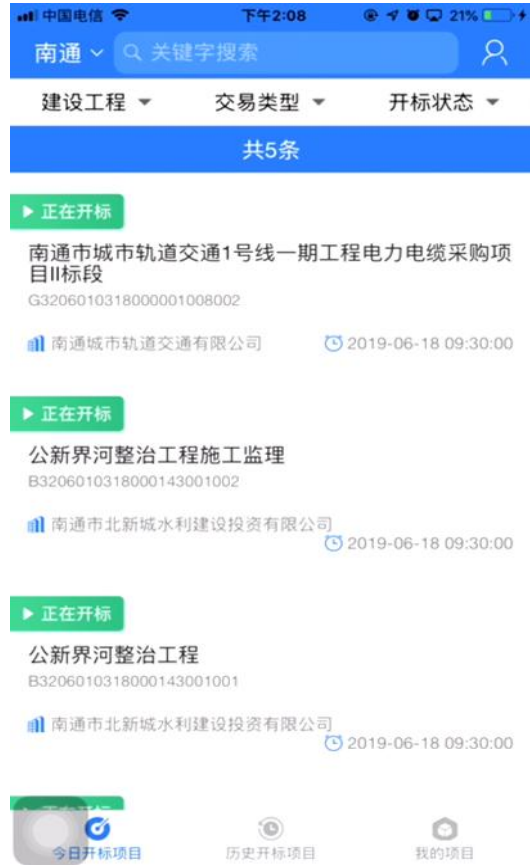 中国电信 下午2:08 21%
南通 关键字搜索
建设工程 交易类型 开标状态
共5条
正在开标
南通市城市轨道交通1号线一期工程电力电缆采购项
目II标段
G3206010318000001008002
南通城市轨道交通有限公司 2019-06-18 09:30:00
正在开标
公新界河整治工程施工监理
B3206010318000143001002
南通市北新城水利建设投资有限公司
2019-06-18 09:30:00
正在开标
公新界河整治工程
B3206010318000143001001
南通市北新城水利建设投资有限公司
2019-06-18 09:30:00
今日开标项目 历史开标项目 我的项目